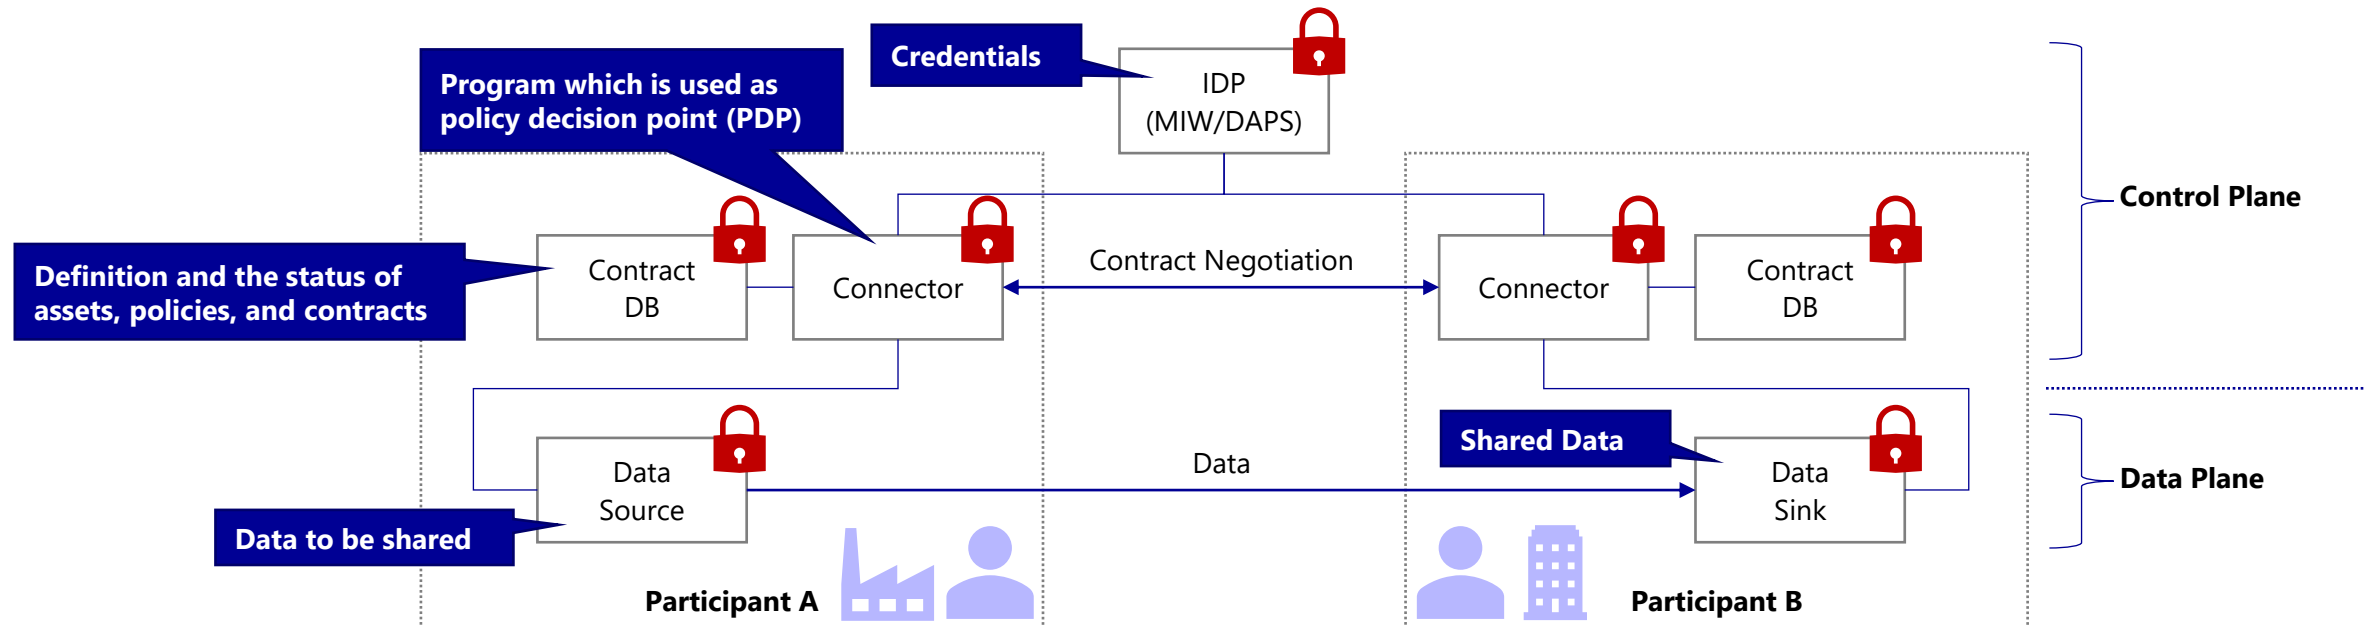 Credentials
IDP
(MIW/DAPS)
Program which is used as
policy decision point (PDP)
Control Plane
Definition and the status of
assets, policies, and contracts
Contract
DB
Connector
Contract Negotiation
Connector
Contract
DB
Shared Data
Data
Source
Data
Data
Sink
Data Plane
Data to be shared
Participant A
Participant B